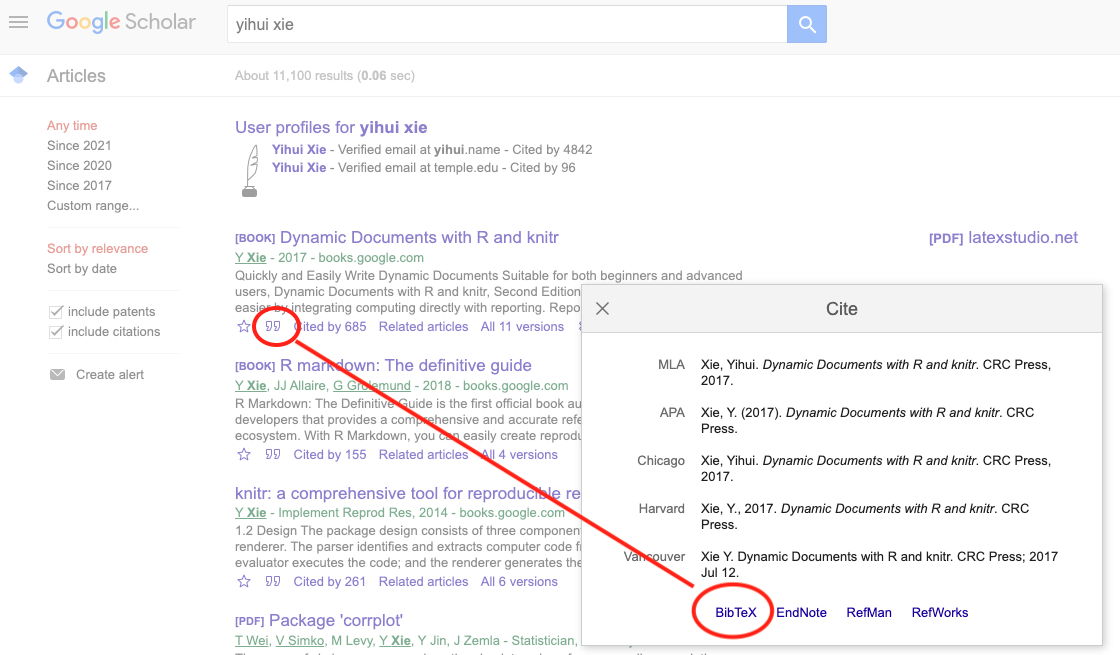 Google Scholar
yihui xie
Articles
About 11,100 results (0.06 sec)
Any time
Since 2021
Since 2020
Since 2017
Custom range...
Sort by relevance
Sort by date
include patents
include citations
Create alert
User profiles for yihui xie
Yihui Xie - Verified email at yihui.name - Cited by 4842
Yihui Xie - Verified email at temple.edu - Cited by 96
[BOOK] Dynamic Documents with R and knitr
[PDF] latexstudio.net
Y Xie - 2017 - books.google.com
Quickly and Easily Write Dynamic Documents Suitable for both beginners and advanced
users, Dynamic Documents with R and knitr, Second Edition
easier by integrating computing directly with reporting. Repo
Cited by 685 Related articles All 11 versions
[BOOK] R markdown: The definitive guide
Y Xie, JJ Allaire, G Grolemund - 2018 - books.google.com
R Markdown: The Definitive Guide is the first official book au
developers that provides a comprehensive and accurate refe
ecosystem. With R Markdown, you can easily create reprodu
Cited by 155 Related articles All 4 versions
knitr: a comprehensive tool for reproducible re
Y Xie - Implement Reprod Res, 2014 - books.google.com
1.2 Design The package design consists of three component
renderer. The parser identifies and extracts computer code f
evaluator executes the code; and the renderer generates the
Cited by 261 Related articles All 6 versions
[PDF] Package 'corrplot'
T Wei, V Simko, M Levy, Y Xie, Y Jin, J Zemla - Statistician,
Cite
MLA
Xie, Yihui. Dynamic Documents with R and knitr. CRC Press,
2017.
APA
Xie, Y. (2017). Dynamic Documents with R and knitr. CRC
Press.
Chicago
Xie, Yihui. Dynamic Documents with R and knitr. CRC Press,
2017.
Harvard
Xie, Y., 2017. Dynamic Documents with R and knitr. CRC
Press.
Vancouver
Xie Y. Dynamic Documents with R and knitr. CRC Press; 2017
Jul 12.
BibTeX EndNote RefMan RefWorks